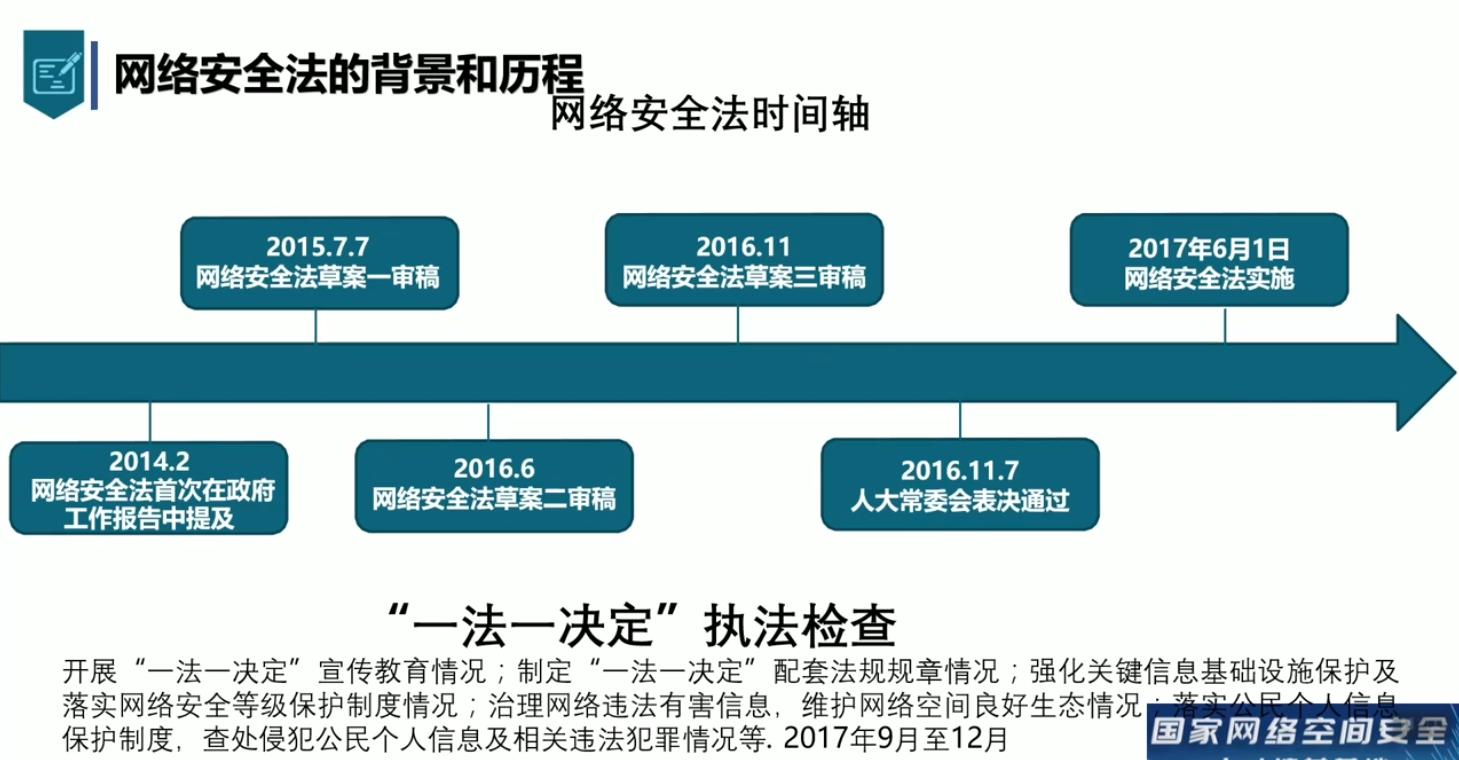 网络安全法的背景和历程
网络安全法时间轴
2015.7.7
网络安全法草案一审稿
2016.11
网络安全法草案三审稿
2017年6月1日
网络安全法实施
2014.2
网络安全法首次在政府
工作报告中提及
2016.6
网络安全法草案二审稿
2016.11.7
人大常委会表决通过
“一法一决定”执法检查
开展“一法一决定”宣传教育情况；制定“一法一决定”配套法规规章情况；强化关键信息基础设施保护及
落实网络安全等级保护制度情况；治理网络违法有害信息，维护网络空间良好生态情况；落实公民个人信息
保护制度，查处侵犯公民个人信息及相关违法犯罪情况等. 2017年9月至12月
国家网络空间安全